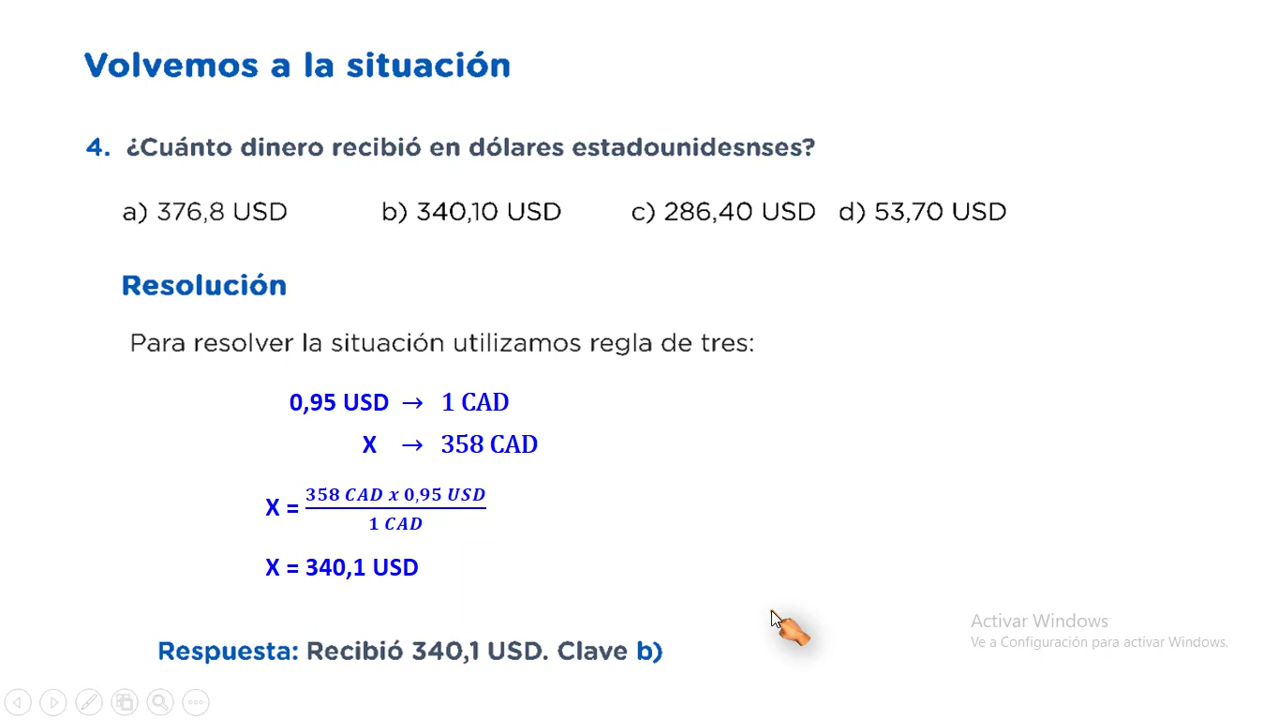 Volvemos a la situación
4. ¿Cuánto dinero recibió en dólares estadounidesnses?
a) 376,8 USD b) 340,10 USD c) 286,40 USD d) 53,70 USD
Resolución
Para resolver la situación utilizamos regla de tres:
0,95 USD → 1 CAD
X → 358 CAD
X = 358 CAD x 0,95 USD / 1 CAD
X = 340,1 USD
Respuesta: Recibió 340,1 USD. Clave b)
Activar Windows
Ve a Configuración para activar Windows.